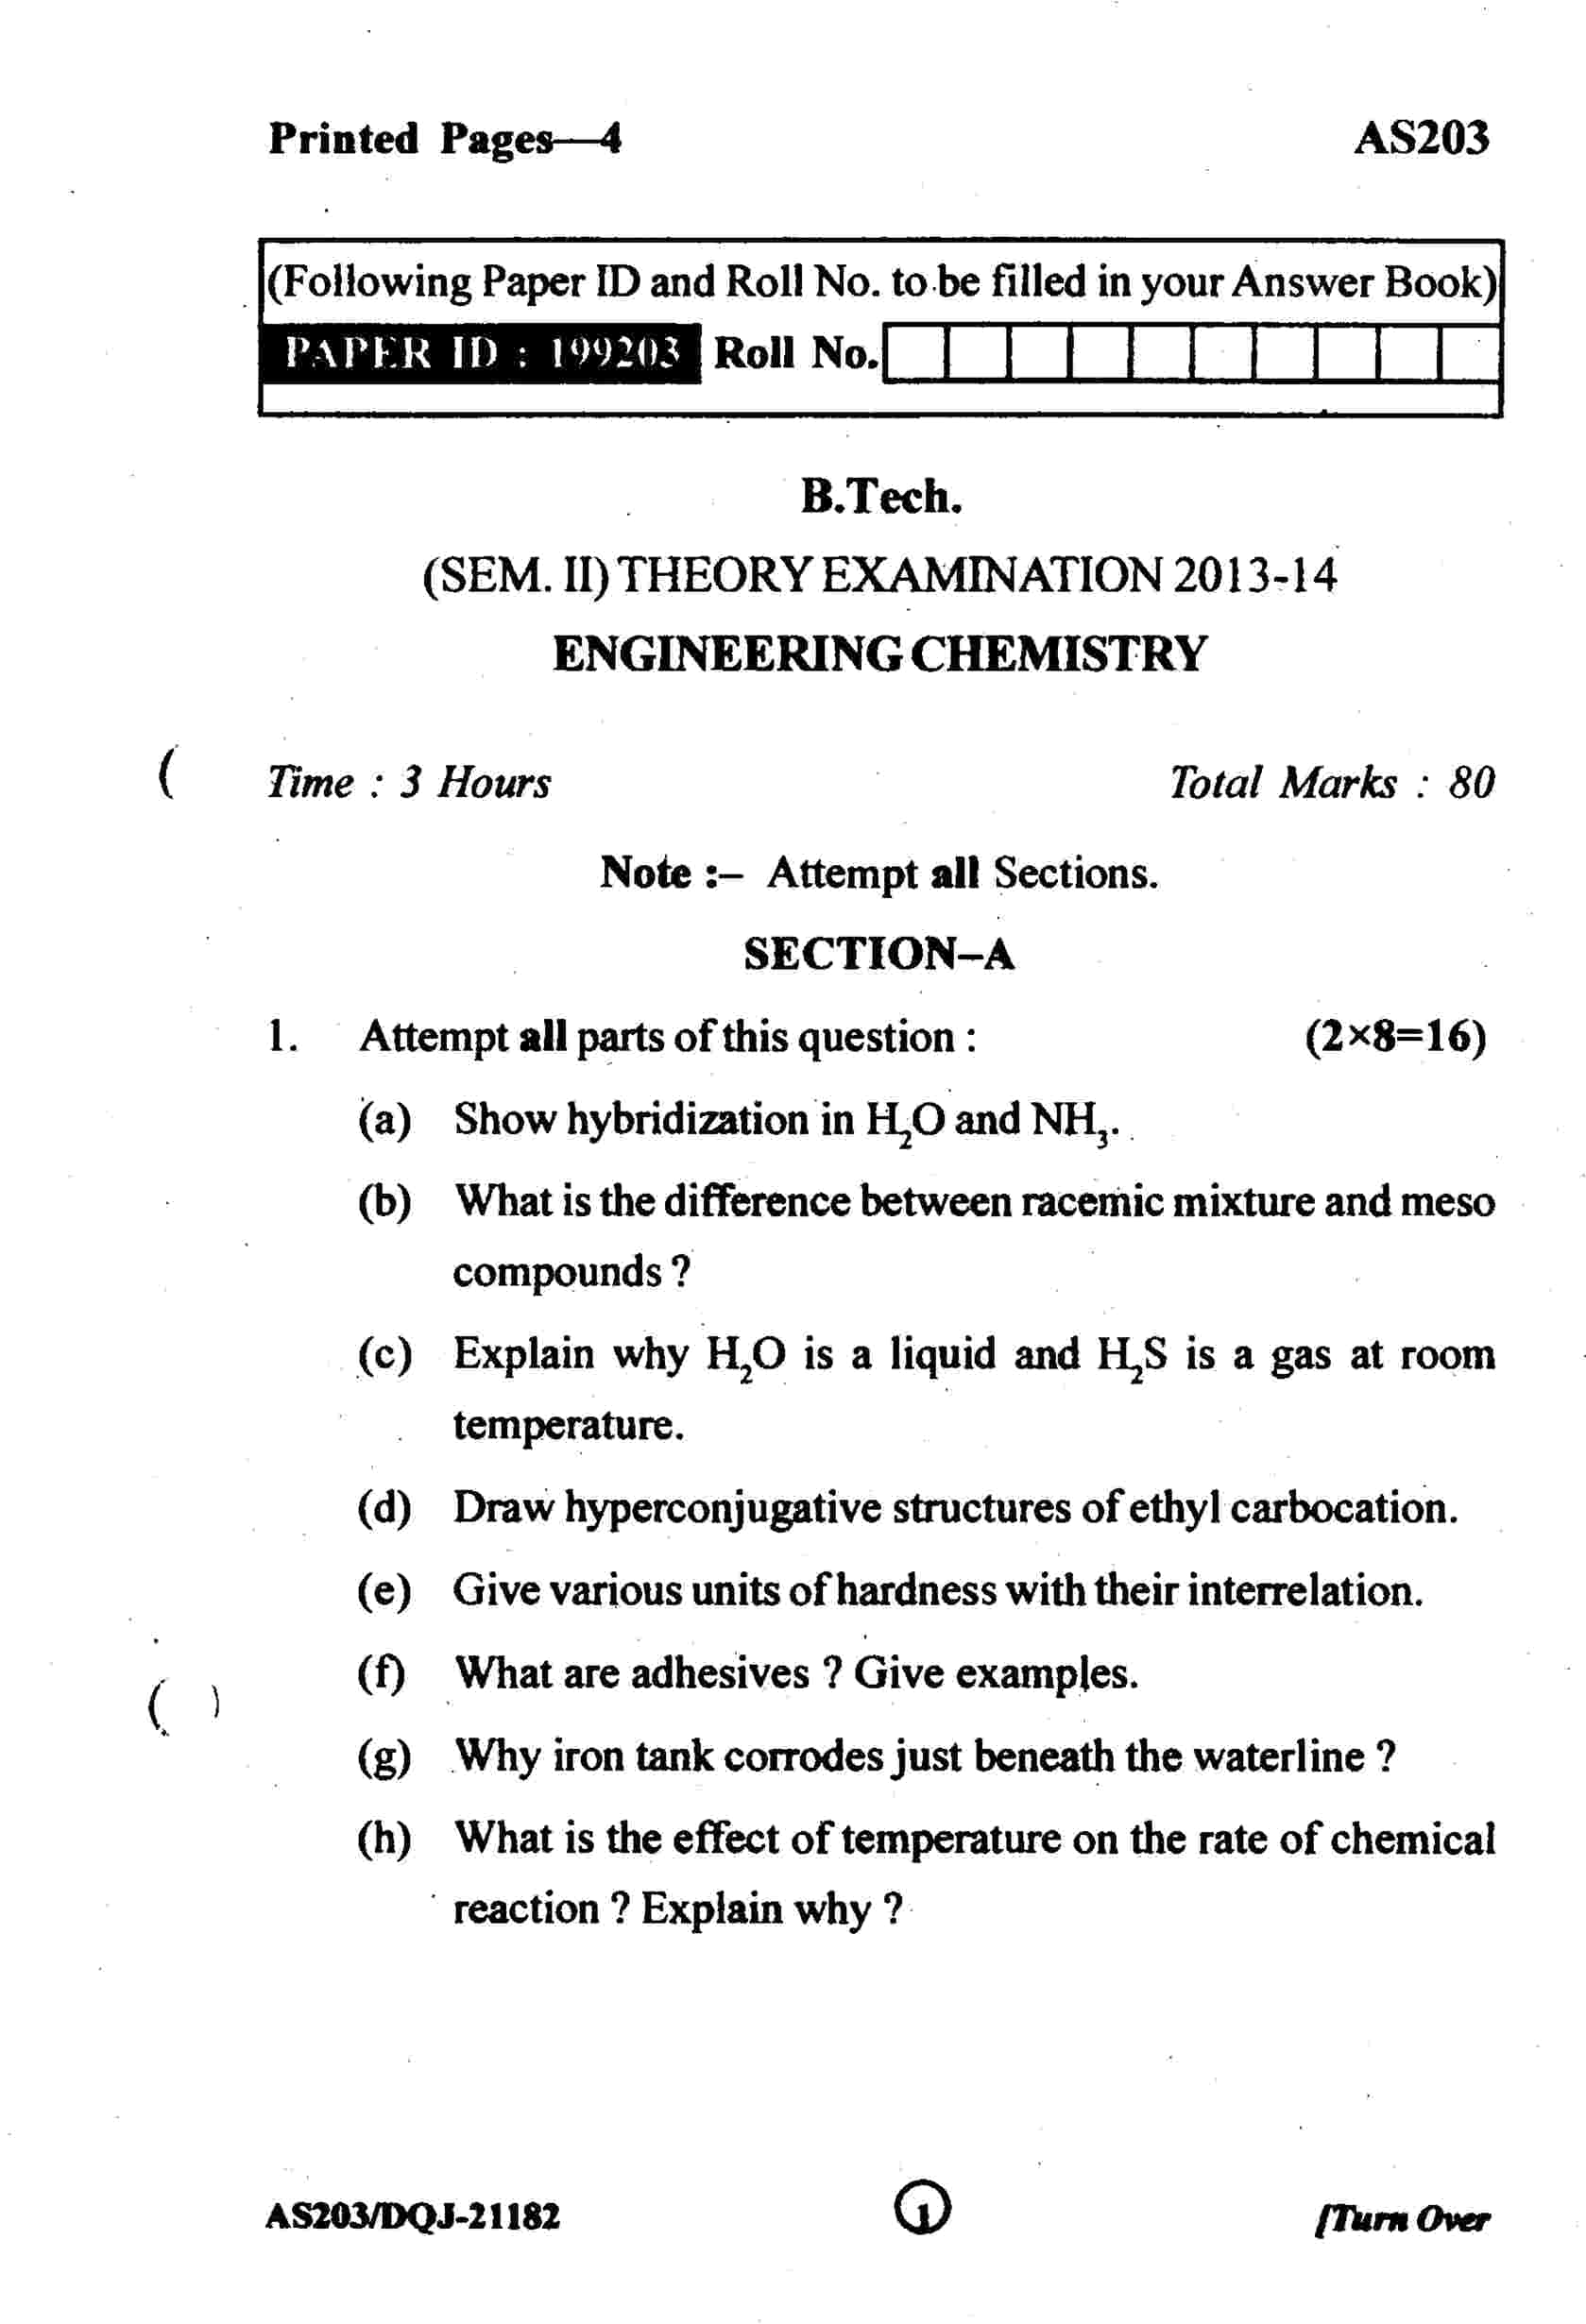 Printed Pages—4 AS203
(Following Paper ID and Roll No. to be filled in your Answer Book)
PAPER ID : 199203 Roll No.
B.Tech.
(SEM. II) THEORY EXAMINATION 2013-14
ENGINEERING CHEMISTRY
Time : 3 Hours Total Marks : 80
Note :– Attempt all Sections.
SECTION–A
1. Attempt all parts of this question : (2×8=16)
(a) Show hybridization in H₂O and NH₃.
(b) What is the difference between racemic mixture and meso
compounds ?
(c) Explain why H₂O is a liquid and H₂S is a gas at room
temperature.
(d) Draw hyperconjugative structures of ethyl carbocation.
(e) Give various units of hardness with their interrelation.
(f) What are adhesives ? Give examples.
(g) Why iron tank corrodes just beneath the waterline ?
(h) What is the effect of temperature on the rate of chemical
reaction ? Explain why ?
AS203/DQJ-21182 1 [Turn Over